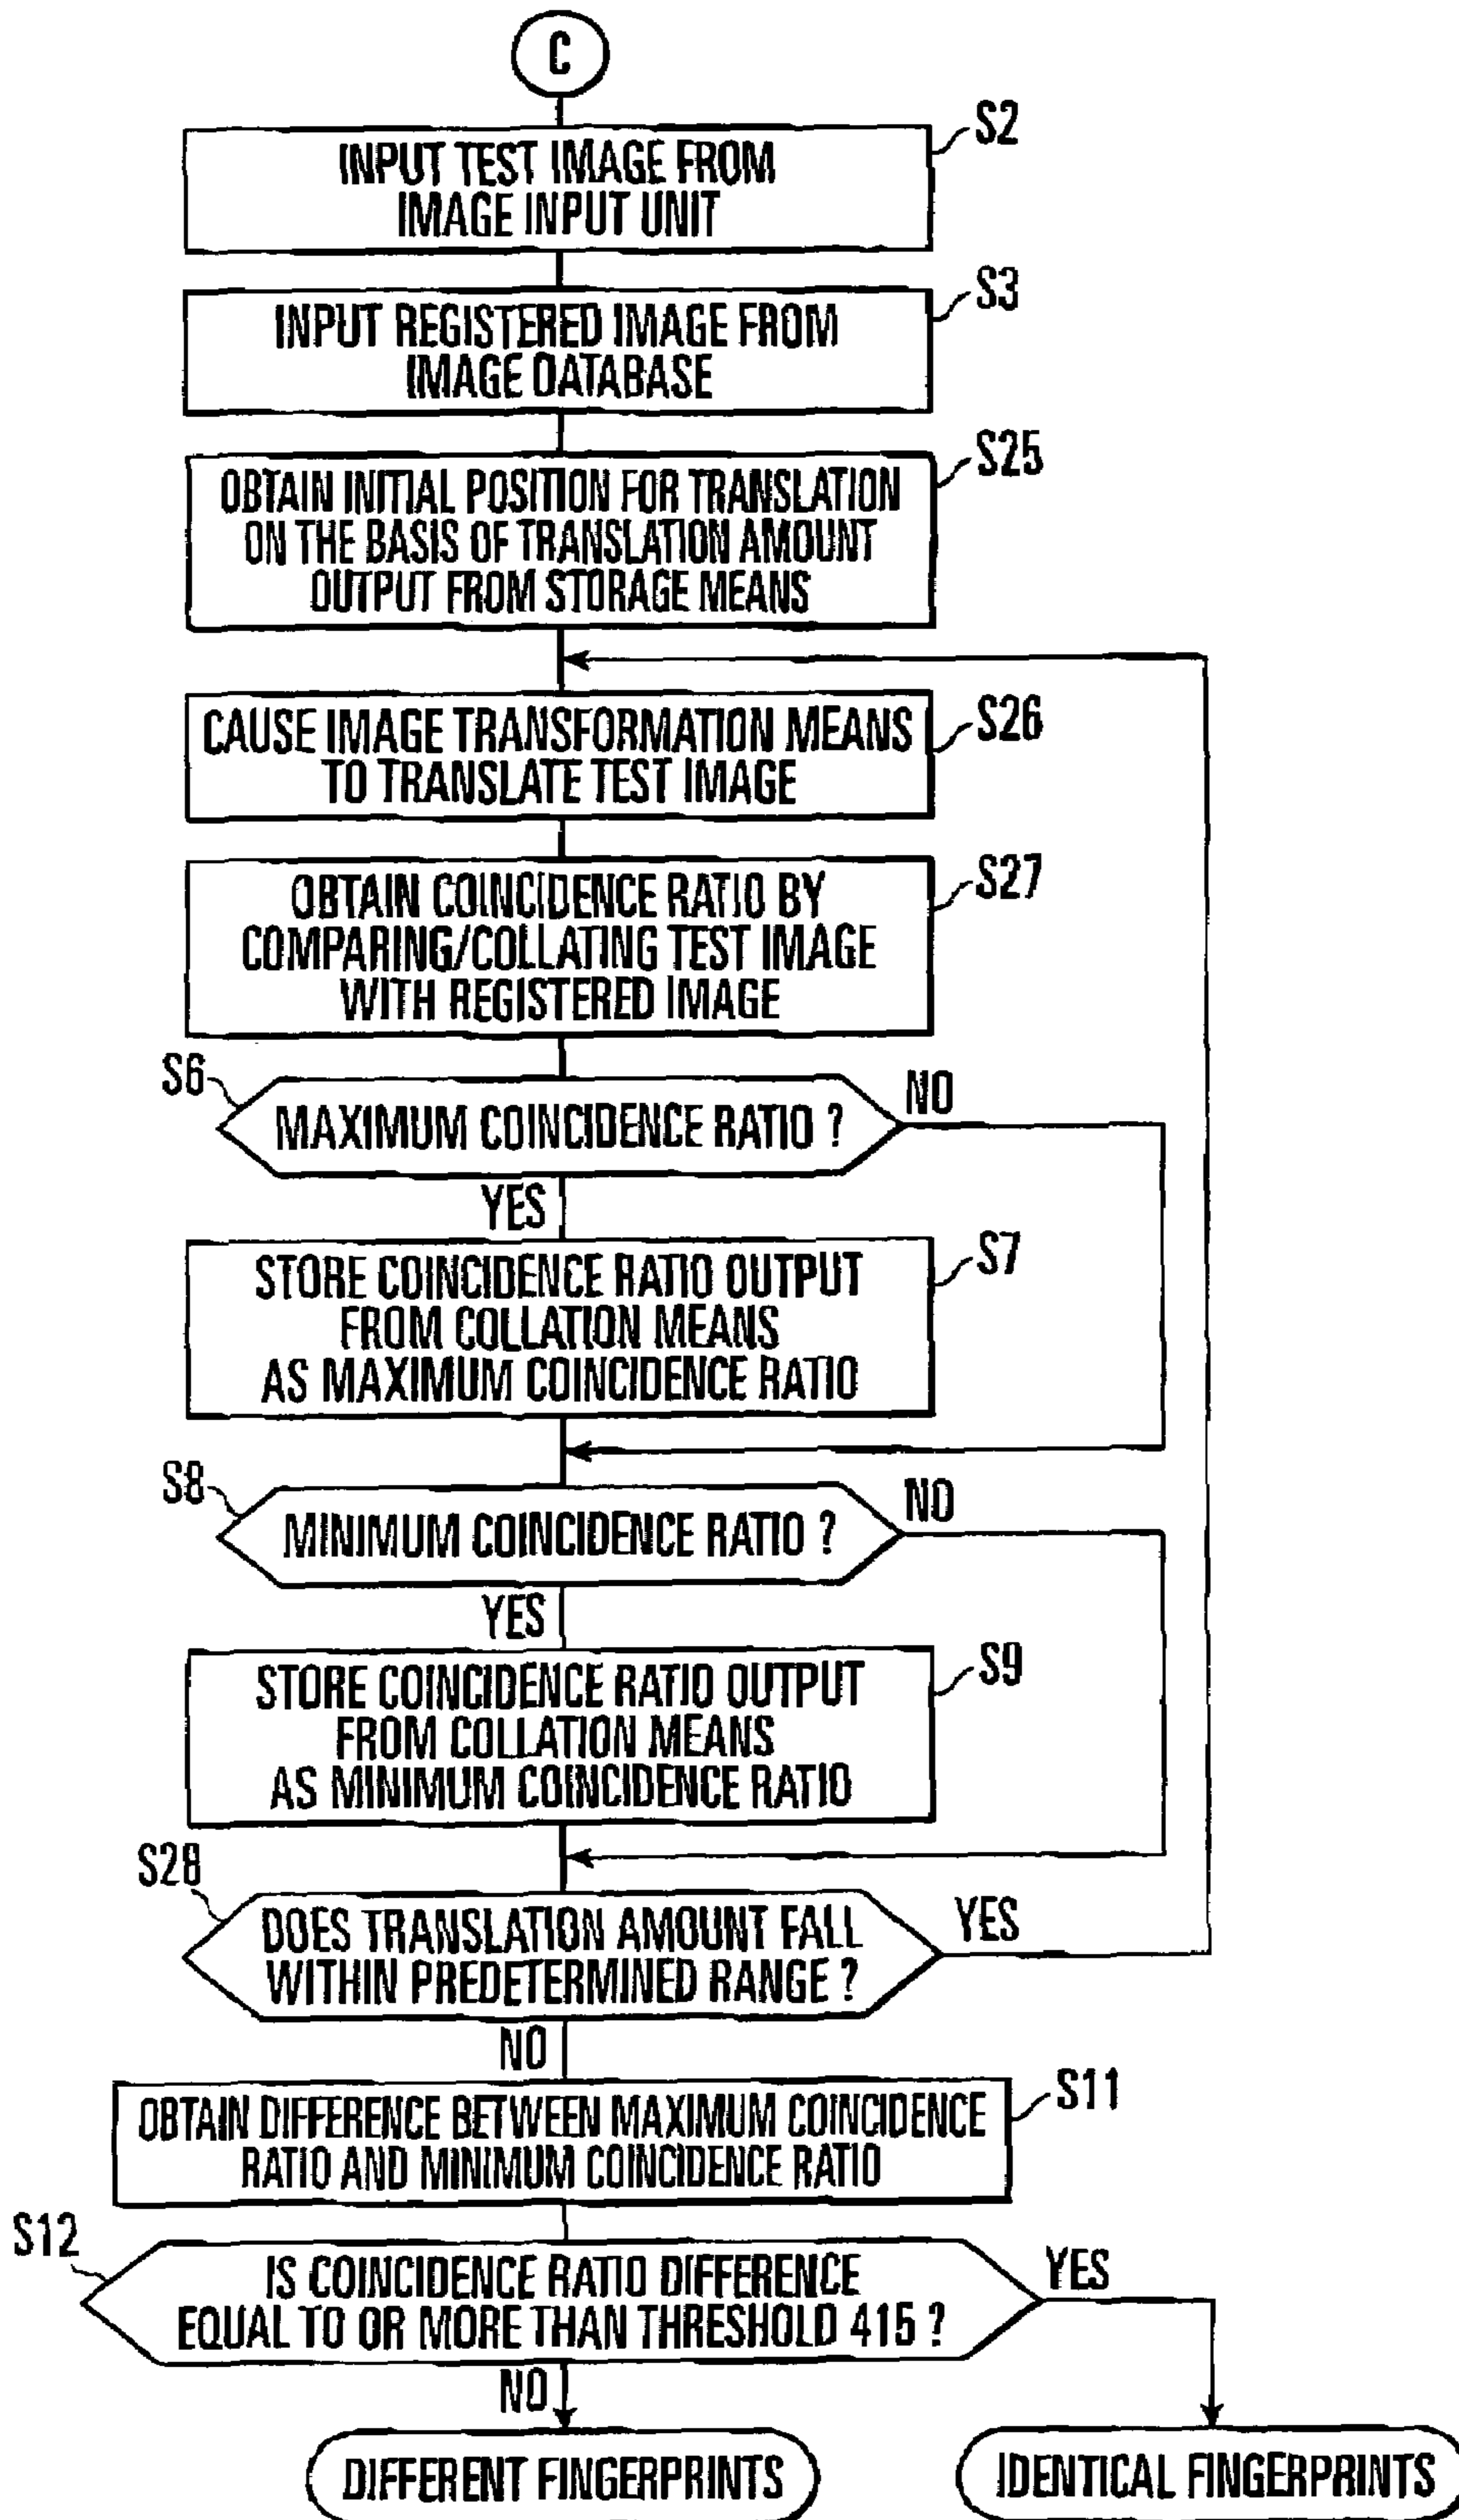 C
S2
INPUT TEST IMAGE FROM
IMAGE INPUT UNIT
S3
INPUT REGISTERED IMAGE FROM
IMAGE DATABASE
S25
OBTAIN INITIAL POSITION FOR TRANSLATION
ON THE BASIS OF TRANSLATION AMOUNT
OUTPUT FROM STORAGE MEANS
S26
CAUSE IMAGE TRANSFORMATION MEANS
TO TRANSLATE TEST IMAGE
S27
OBTAIN COINCIDENCE RATIO BY
COMPARING/COLLATING TEST IMAGE
WITH REGISTERED IMAGE
S6
NO
MAXIMUM COINCIDENCE RATIO ?
YES
S7
STORE COINCIDENCE RATIO OUTPUT
FROM COLLATION MEANS
AS MAXIMUM COINCIDENCE RATIO
S8
NO
MINIMUM COINCIDENCE RATIO ?
YES
S9
STORE COINCIDENCE RATIO OUTPUT
FROM COLLATION MEANS
AS MINIMUM COINCIDENCE RATIO
S28
YES
DOES TRANSLATION AMOUNT FALL
WITHIN PREDETERMINED RANGE ?
NO
S11
OBTAIN DIFFERENCE BETWEEN MAXIMUM COINCIDENCE
RATIO AND MINIMUM COINCIDENCE RATIO
S12
YES
IS COINCIDENCE RATIO DIFFERENCE
EQUAL TO OR MORE THAN THRESHOLD 415 ?
NO
DIFFERENT FINGERPRINTS
IDENTICAL FINGERPRINTS